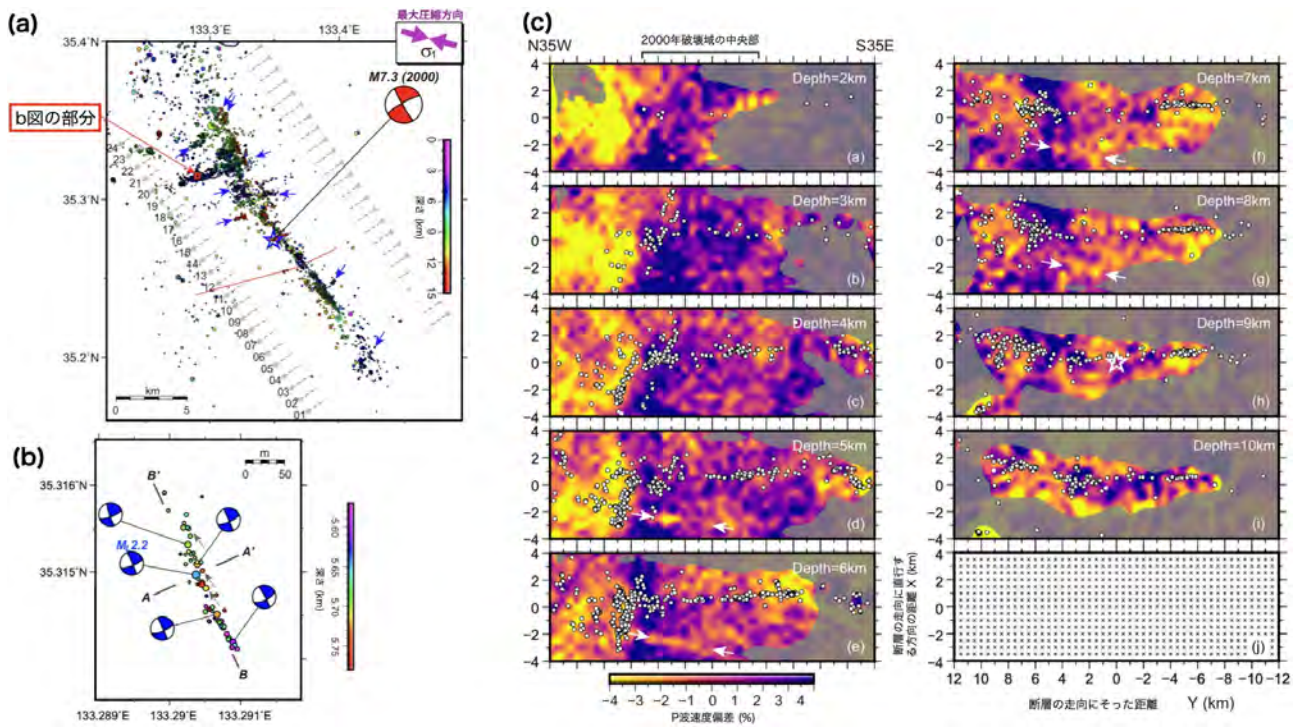 (a)
133.3°E
133.4°
最大圧縮方向
σ1
35.4°N
M7.3 (2000)
b図の部分
35.3°
35.2°
0
3
6
9
12
15
深さ (km)
24
23
22
21
20
19
18
16
14
13
12
11
10
09
08
07
06
05
04
03
02
01
km
0 5
(b)
m
0 50
B'
35.316°N
M 2.2
A'
35.315°N
A
B
5.60
5.65
5.70
5.75
深さ (km)
133.289°E
133.29°E
133.291°E
(c)
N35W
2000年破壊域の中央部
S35E
Depth=2km
(a)
Depth=3km
(b)
Depth=4km
(c)
Depth=5km
(d)
Depth=6km
(e)
4
2
0
−2
−4
−4 −3 −2 −1 0 1 2 3 4
P波速度偏差 (%)
Depth=7km
(f)
Depth=8km
(g)
Depth=9km
(h)
Depth=10km
(i)
(j)
断層の走向に直行する方向の距離 X (km)
12 10 8 6 4 2 0 −2 −4 −6 −8 −10 −12
断層の走向にそった距離 Y (km)